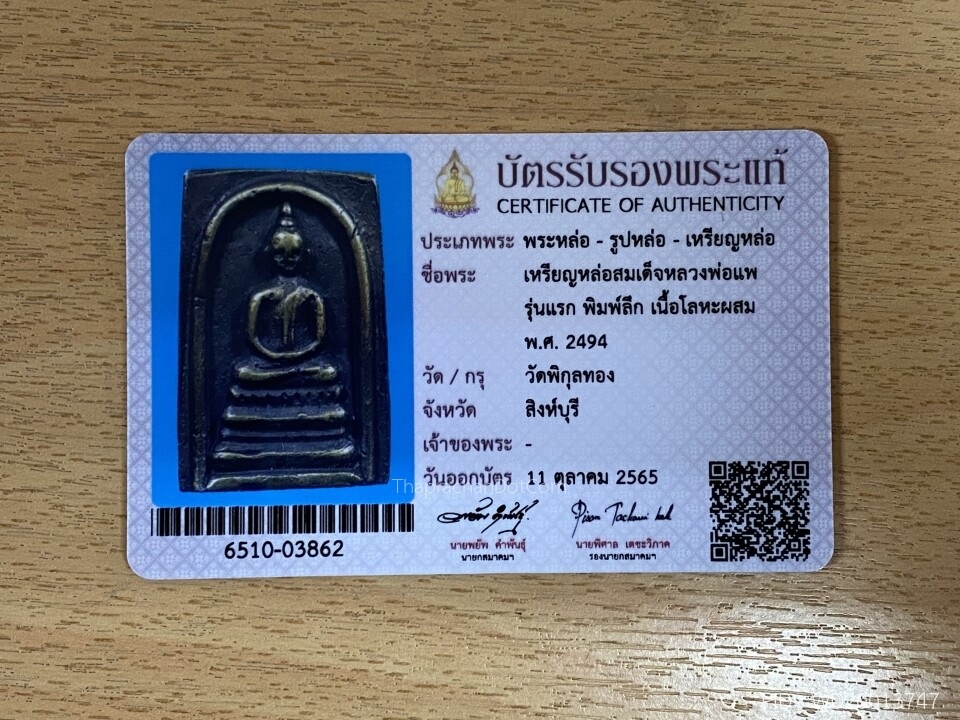 บัตรรับรองพระแท้
CERTIFICATE OF AUTHENTICITY
ประเภทพระ พระหล่อ - รูปหล่อ - เหรียญหล่อ
ชื่อพระ เหรียญหล่อสมเด็จหลวงพ่อแพ
รุ่นแรก พิมพ์ลึก เนื้อโลหะผสม
พ.ศ. 2494
วัด / กรุ วัดพิกุลทอง
จังหวัด สิงห์บุรี
เจ้าของพระ -
วันออกบัตร 11 ตุลาคม 2565
6510-03862
นายพยัพ คำพันธุ์
นายกสมาคมฯ
นายพิศาล เตชะวิภาค
รองนายกสมาคมฯ